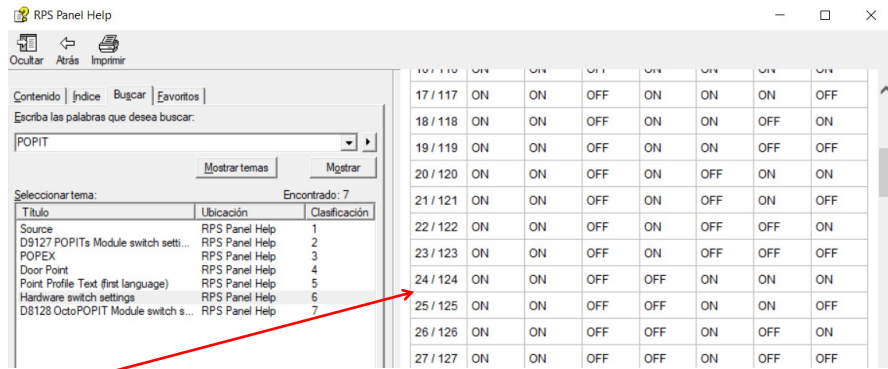 RPS Panel Help
Ocultar Atrás Imprimir
Contenido Índice Buscar Favoritos
Escriba las palabras que desea buscar:
POPIT
Mostrar temas Mostrar
Seleccionar tema: Encontrado: 7
Título Ubicación Clasificación
Source RPS Panel Help 1
D9127 POPITs Module switch setti... RPS Panel Help 2
POPEX RPS Panel Help 3
Door Point RPS Panel Help 4
Point Profile Text (first language) RPS Panel Help 5
Hardware switch settings RPS Panel Help 6
D8128 OctoPOPIT Module switch s... RPS Panel Help 7
17 / 117 ON ON OFF ON ON ON OFF
18 / 118 ON ON OFF ON ON OFF ON
19 / 119 ON ON OFF ON ON OFF OFF
20 / 120 ON ON OFF ON OFF ON ON
21 / 121 ON ON OFF ON OFF ON OFF
22 / 122 ON ON OFF ON OFF OFF ON
23 / 123 ON ON OFF ON OFF OFF OFF
24 / 124 ON ON OFF OFF ON ON ON
25 / 125 ON ON OFF OFF ON ON OFF
26 / 126 ON ON OFF OFF ON OFF ON
27 / 127 ON ON OFF OFF ON OFF OFF